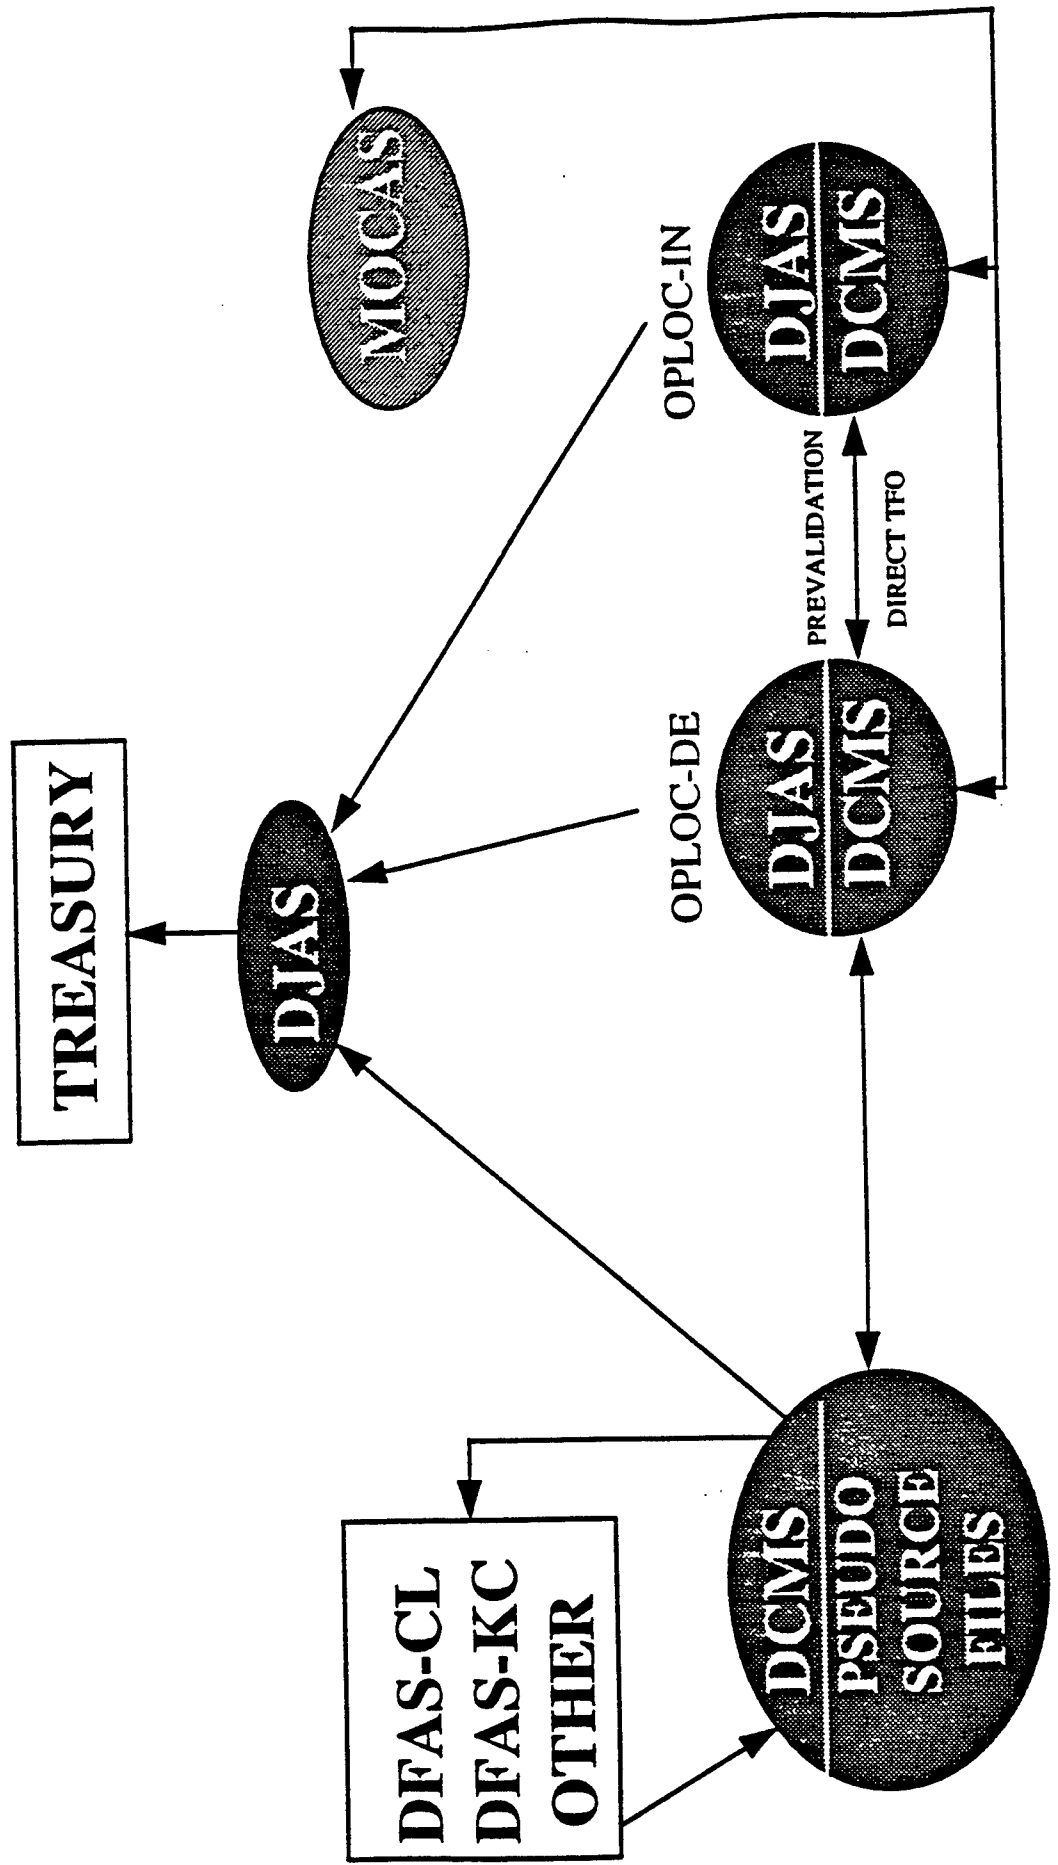 TREASURY
DJAS
MOCAS
DFAS-CL
DFAS-KC
OTHER
OPLOC-DE
OPLOC-IN
DCMS
PSEUDO
SOURCE
FILES
DJAS
DCMS
PREVALIDATION
DIRECT TFO
DJAS
DCMS